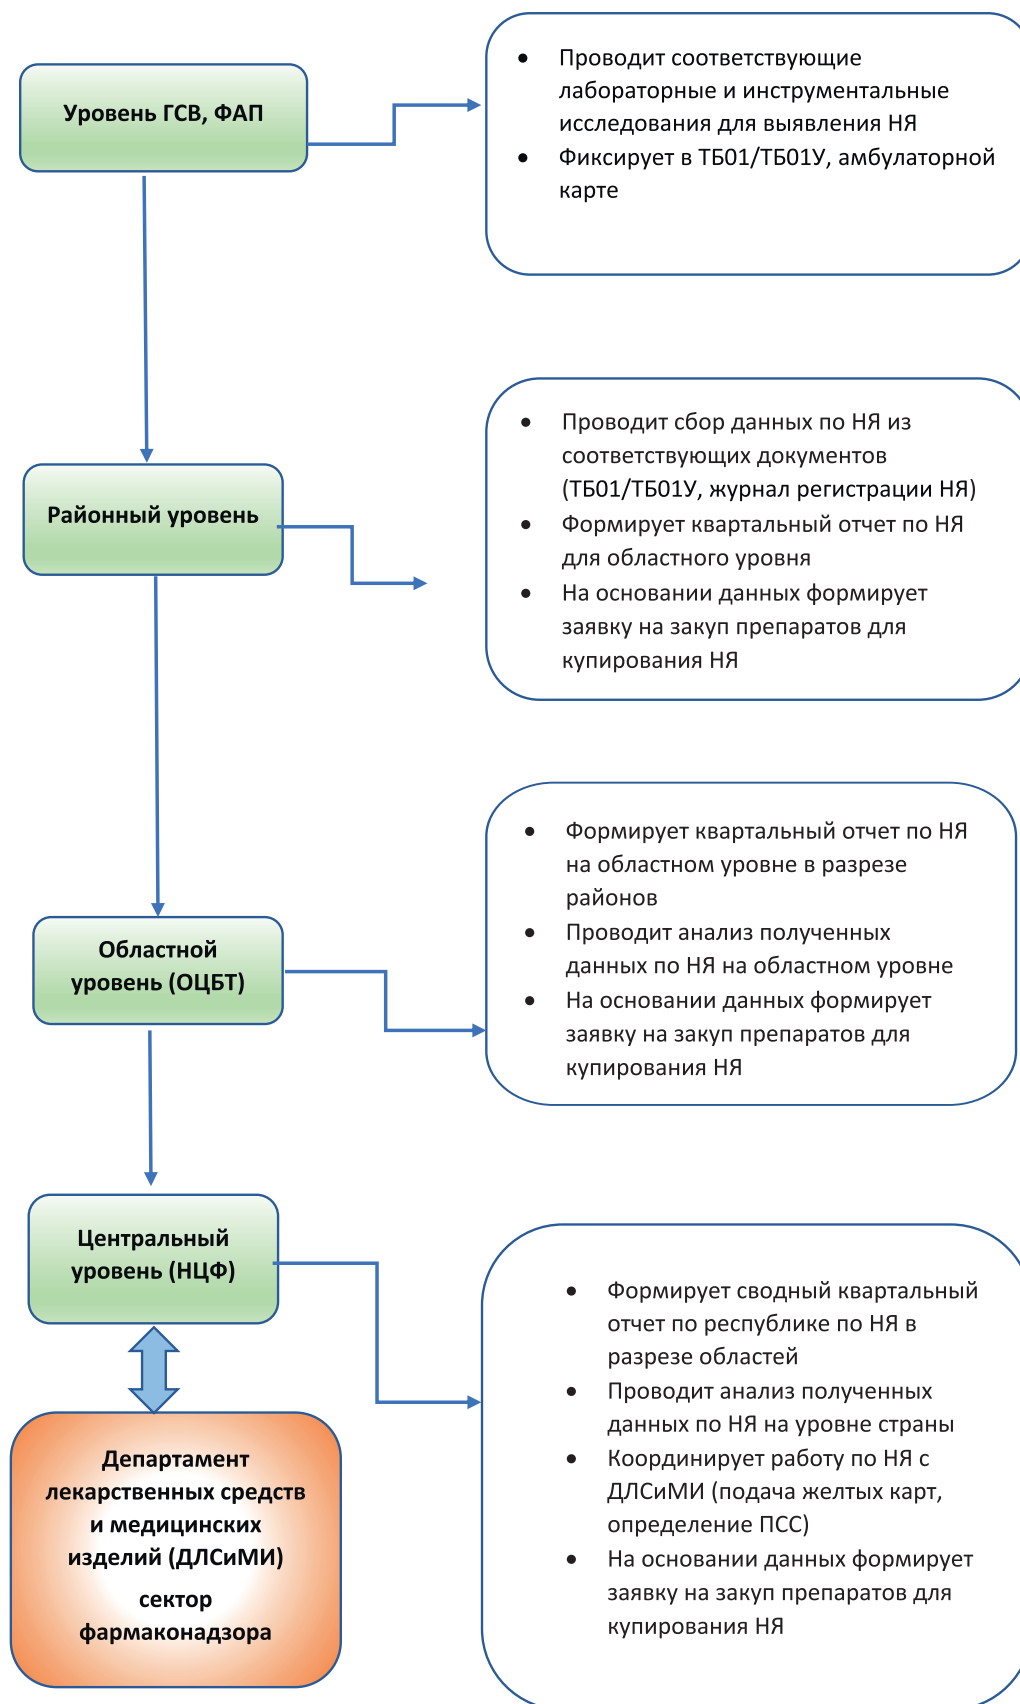 Уровень ГСВ, ФАП
• Проводит соответствующие
лабораторные и инструментальные
исследования для выявления НЯ
• Фиксирует в ТБ01/ТБ01У, амбулаторной
карте
Районный уровень
• Проводит сбор данных по НЯ из
соответствующих документов
(ТБ01/ТБ01У, журнал регистрации НЯ)
• Формирует квартальный отчет по НЯ
для областного уровня
• На основании данных формирует
заявку на закуп препаратов для
купирования НЯ
Областной
уровень (ОЦБТ)
• Формирует квартальный отчет по НЯ
на областном уровне в разрезе
районов
• Проводит анализ полученных
данных по НЯ на областном уровне
• На основании данных формирует
заявку на закуп препаратов для
купирования НЯ
Центральный
уровень (НЦФ)
• Формирует сводный квартальный
отчет по республике по НЯ в
разрезе областей
• Проводит анализ полученных
данных по НЯ на уровне страны
• Координирует работу по НЯ с
ДЛСиМИ (подача желтых карт,
определение ПСС)
• На основании данных формирует
заявку на закуп препаратов для
купирования НЯ
Департамент
лекарственных средств
и медицинских
изделий (ДЛСиМИ)
сектор
фармаконадзора